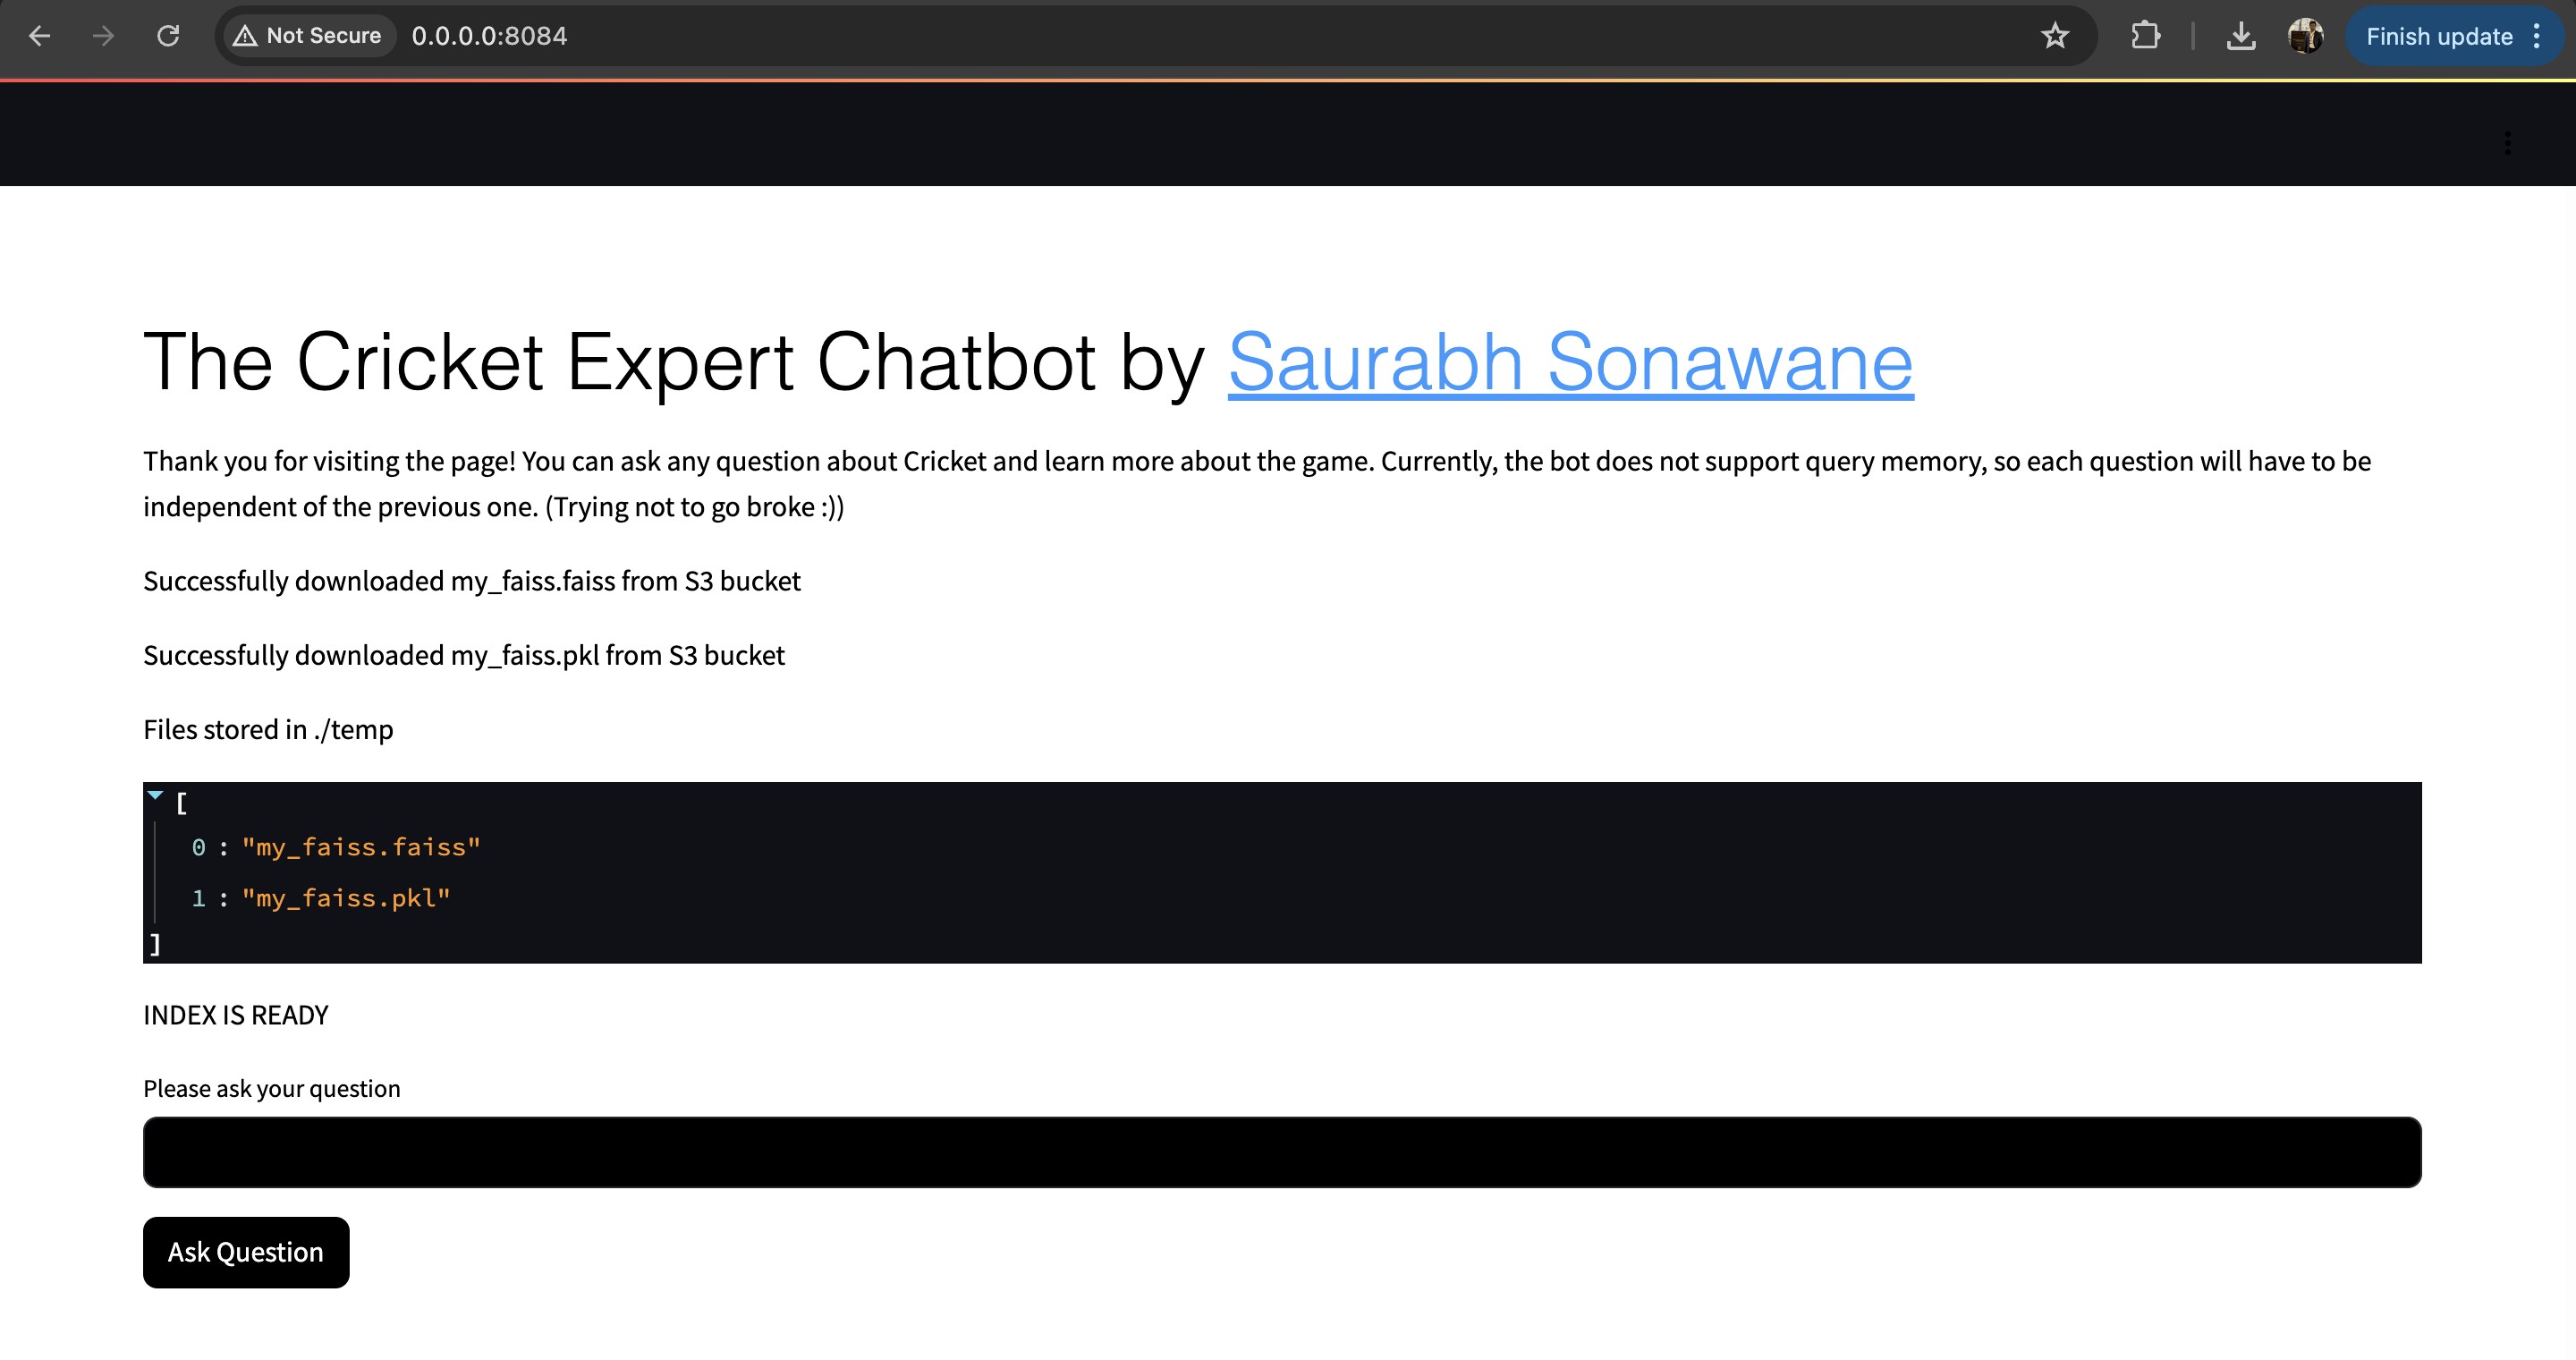 Not Secure 0.0.0.0:8084 Finish update
The Cricket Expert Chatbot by Saurabh Sonawane
Thank you for visiting the page! You can ask any question about Cricket and learn more about the game. Currently, the bot does not support query memory, so each question will have to be
independent of the previous one. (Trying not to go broke :))
Successfully downloaded my_faiss.faiss from S3 bucket
Successfully downloaded my_faiss.pkl from S3 bucket
Files stored in ./temp
[
0 : "my_faiss.faiss"
1 : "my_faiss.pkl"
]
INDEX IS READY
Please ask your question
Ask Question